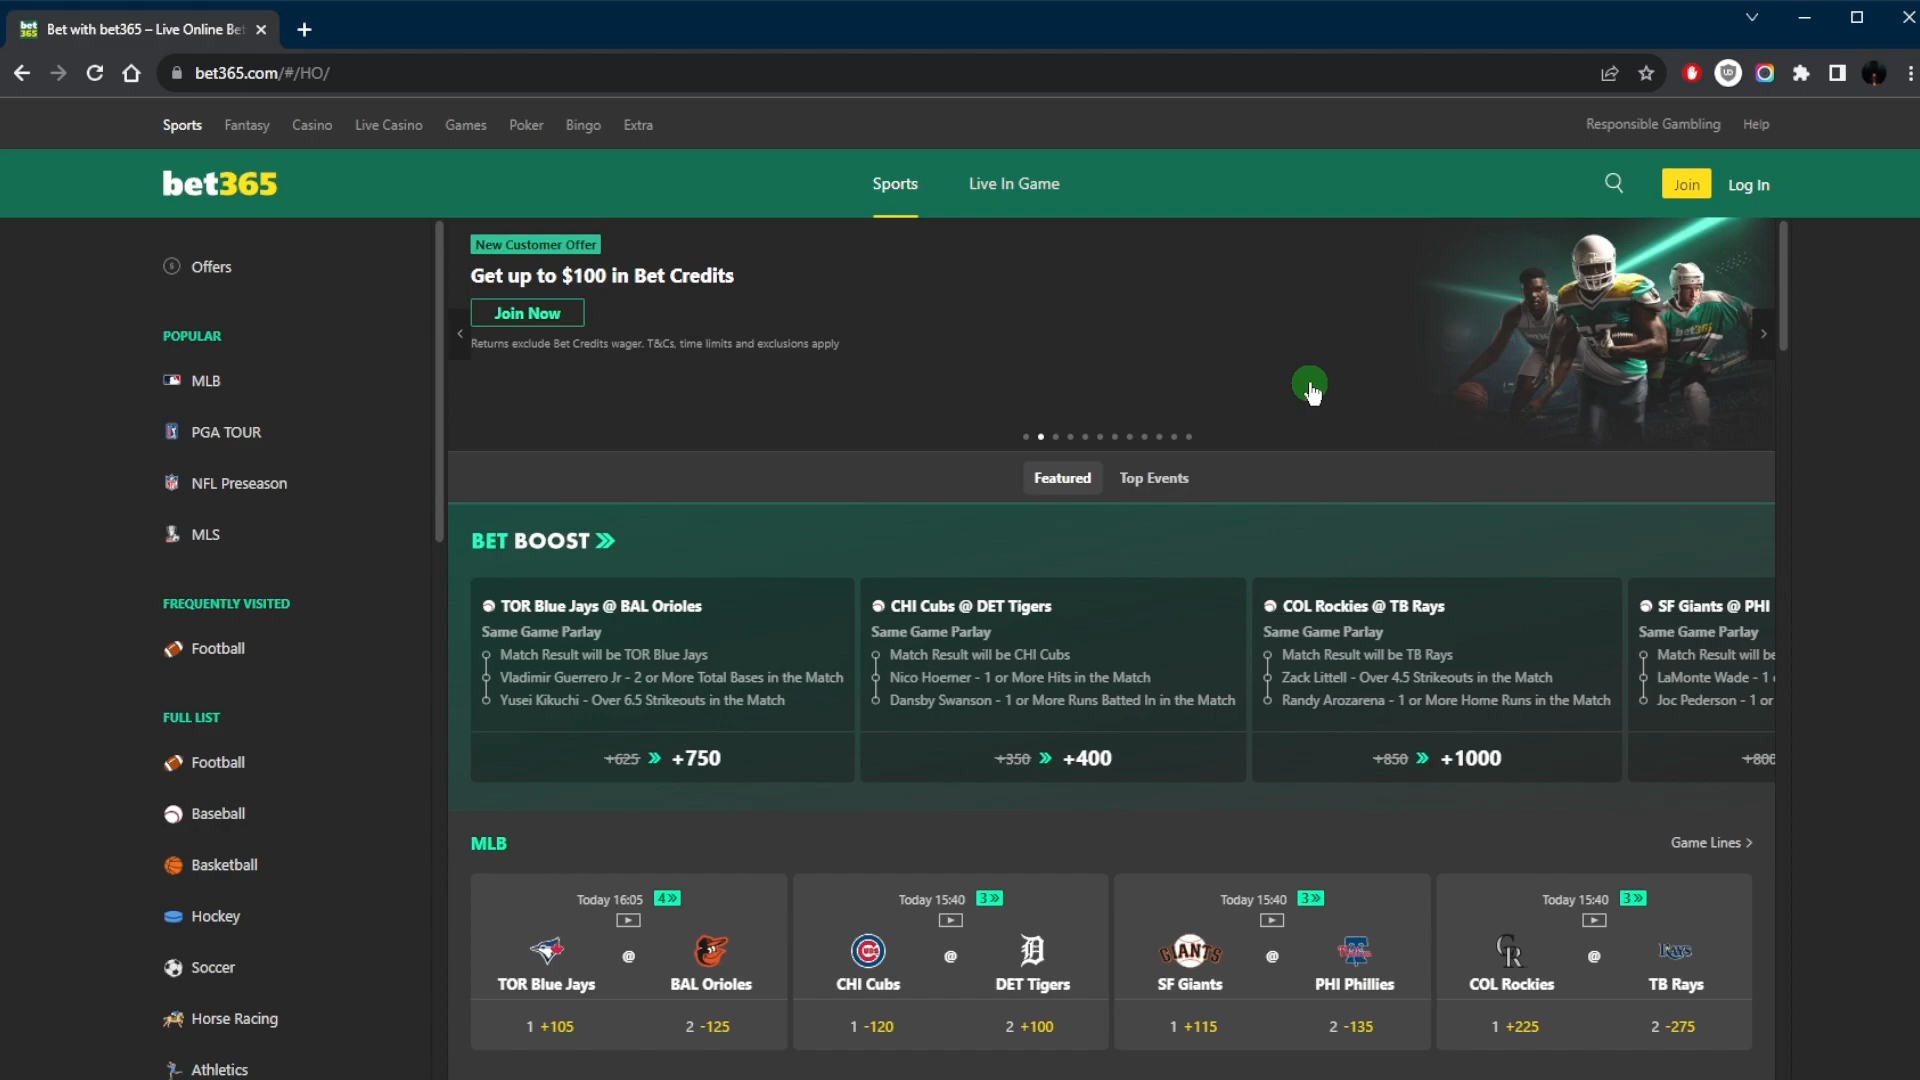 bet
365
Bet with bet365 – Live Online Bet
bet365.com/#/HO/
Sports Fantasy Casino Live Casino Games Poker Bingo Extra
Responsible Gambling Help
bet365
Sports Live In Game
Join Log In
Offers
POPULAR
MLB
PGA TOUR
NFL Preseason
MLS
FREQUENTLY VISITED
Football
FULL LIST
Football
Baseball
Basketball
Hockey
Soccer
Horse Racing
Athletics
New Customer Offer
Get up to $100 in Bet Credits
Join Now
Returns exclude Bet Credits wager. T&Cs, time limits and exclusions apply
bet365
Featured Top Events
BET BOOST
TOR Blue Jays @ BAL Orioles
Same Game Parlay
Match Result will be TOR Blue Jays
Vladimir Guerrero Jr - 2 or More Total Bases in the Match
Yusei Kikuchi - Over 6.5 Strikeouts in the Match
+625 +750
CHI Cubs @ DET Tigers
Same Game Parlay
Match Result will be CHI Cubs
Nico Hoerner - 1 or More Hits in the Match
Dansby Swanson - 1 or More Runs Batted In in the Match
+350 +400
COL Rockies @ TB Rays
Same Game Parlay
Match Result will be TB Rays
Zack Littell - Over 4.5 Strikeouts in the Match
Randy Arozarena - 1 or More Home Runs in the Match
+850 +1000
SF Giants @ PHI
Same Game Parlay
Match Result will be
LaMonte Wade - 1
Joc Pederson - 1 or
+800
MLB
Game Lines >
Today 16:05 4»
@
TOR Blue Jays BAL Orioles
1 +105 2 -125
Today 15:40 3»
@
CHI Cubs DET Tigers
1 -120 2 +100
Today 15:40 3»
GIANTS @
SF Giants PHI Phillies
1 +115 2 -135
Today 15:40 3»
CR @ Rays
COL Rockies TB Rays
1 +225 2 -275